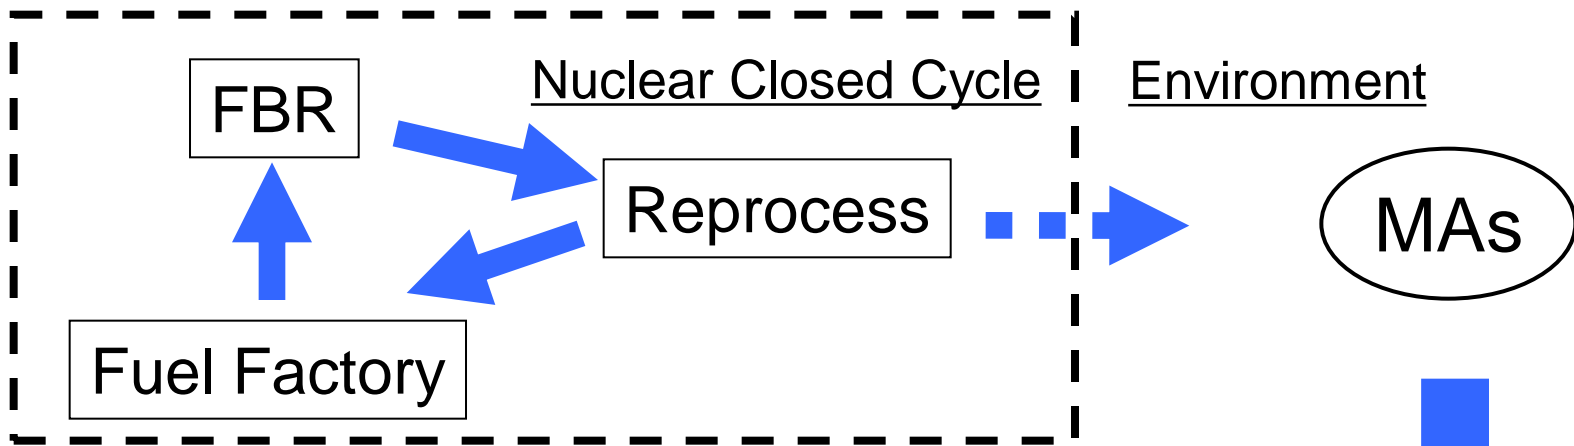 Nuclear Closed Cycle
Environment
FBR
Reprocess
MAs
Fuel Factory